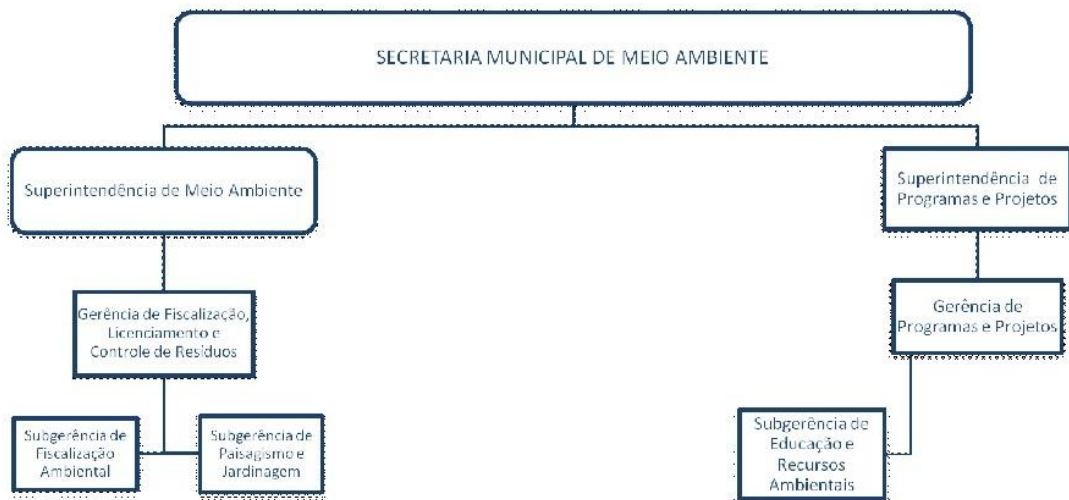 SECRETARIA MUNICIPAL DE MEIO AMBIENTE
Superintendência de Meio Ambiente
Superintendência de
Programas e Projetos
Gerência de Fiscalização,
Licenciamento e
Controle de Resíduos
Gerência de
Programas e Projetos
Subgerência de
Fiscalização
Ambiental
Subgerência de
Paisagismo e
Jardinagem
Subgerência de
Educação e
Recursos
Ambientais